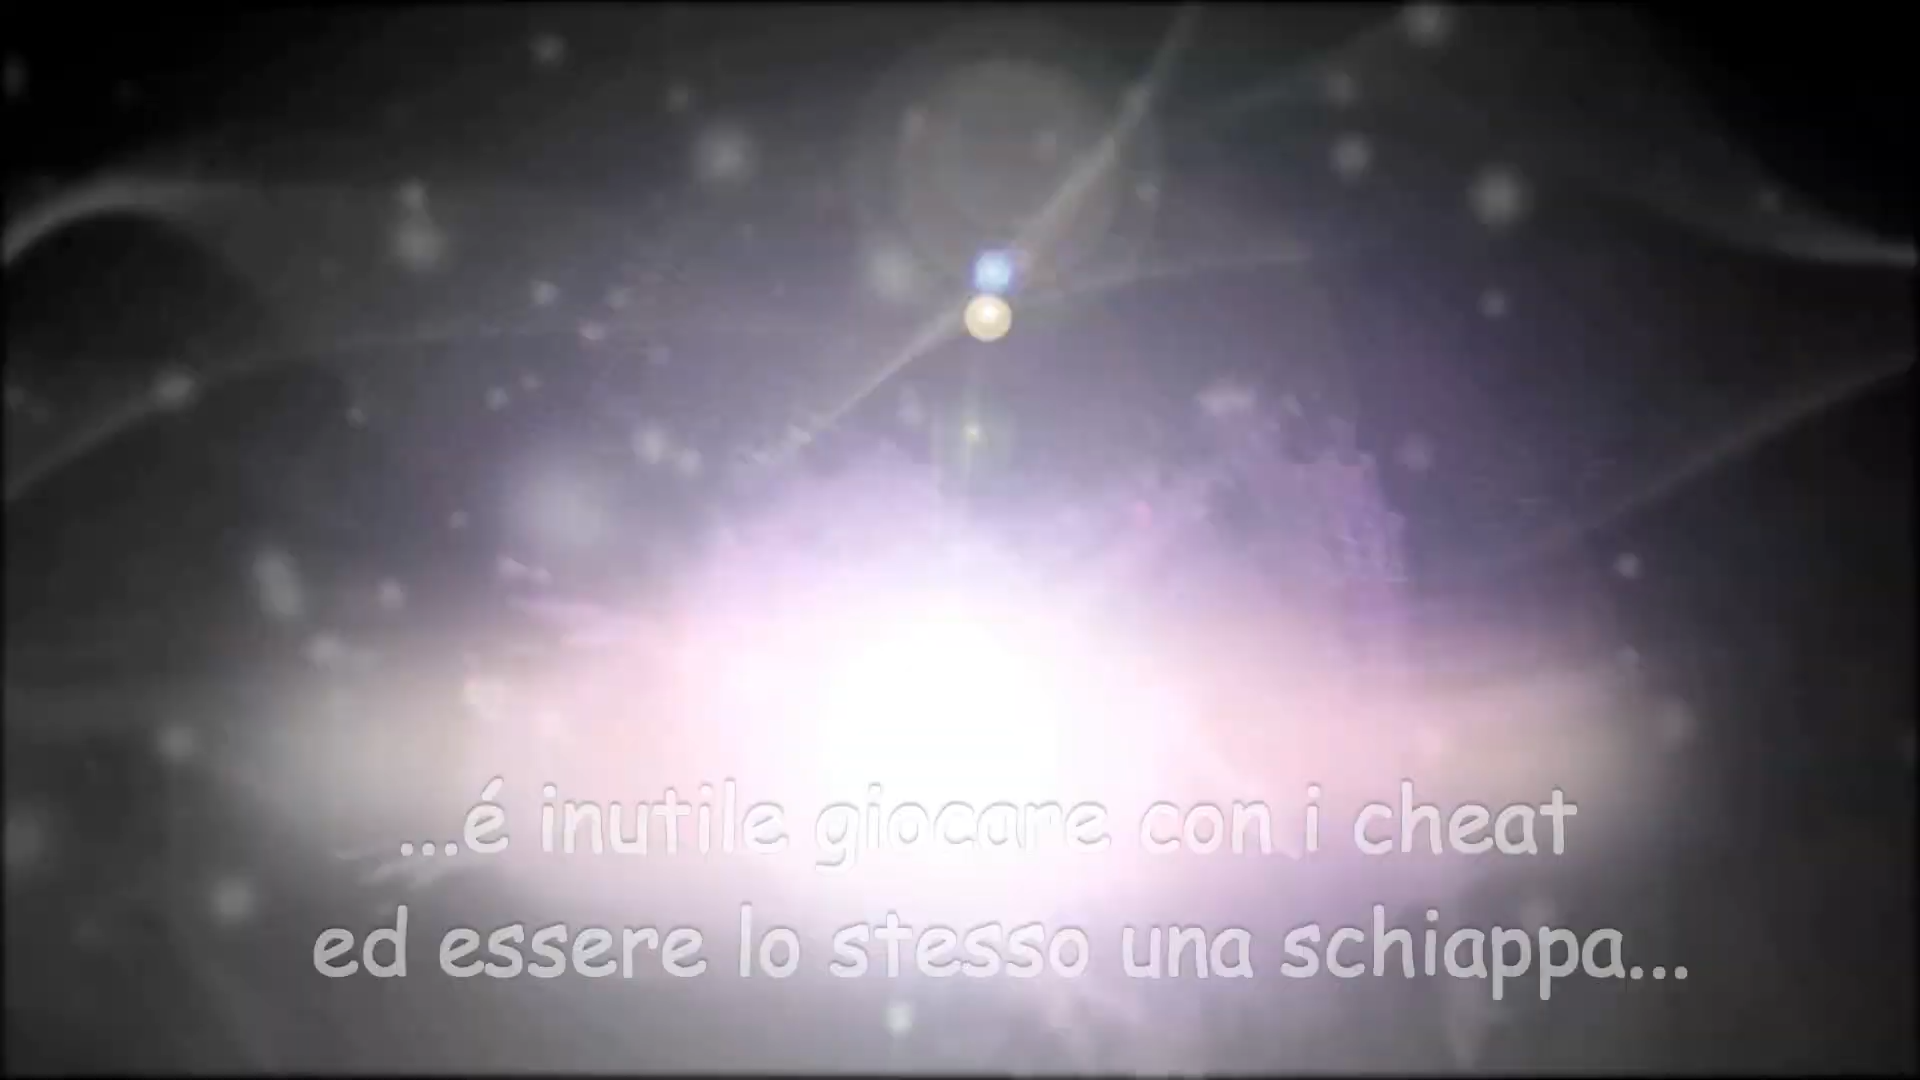 ...é inutile giocare con i cheat
ed essere lo stesso una schiappa...